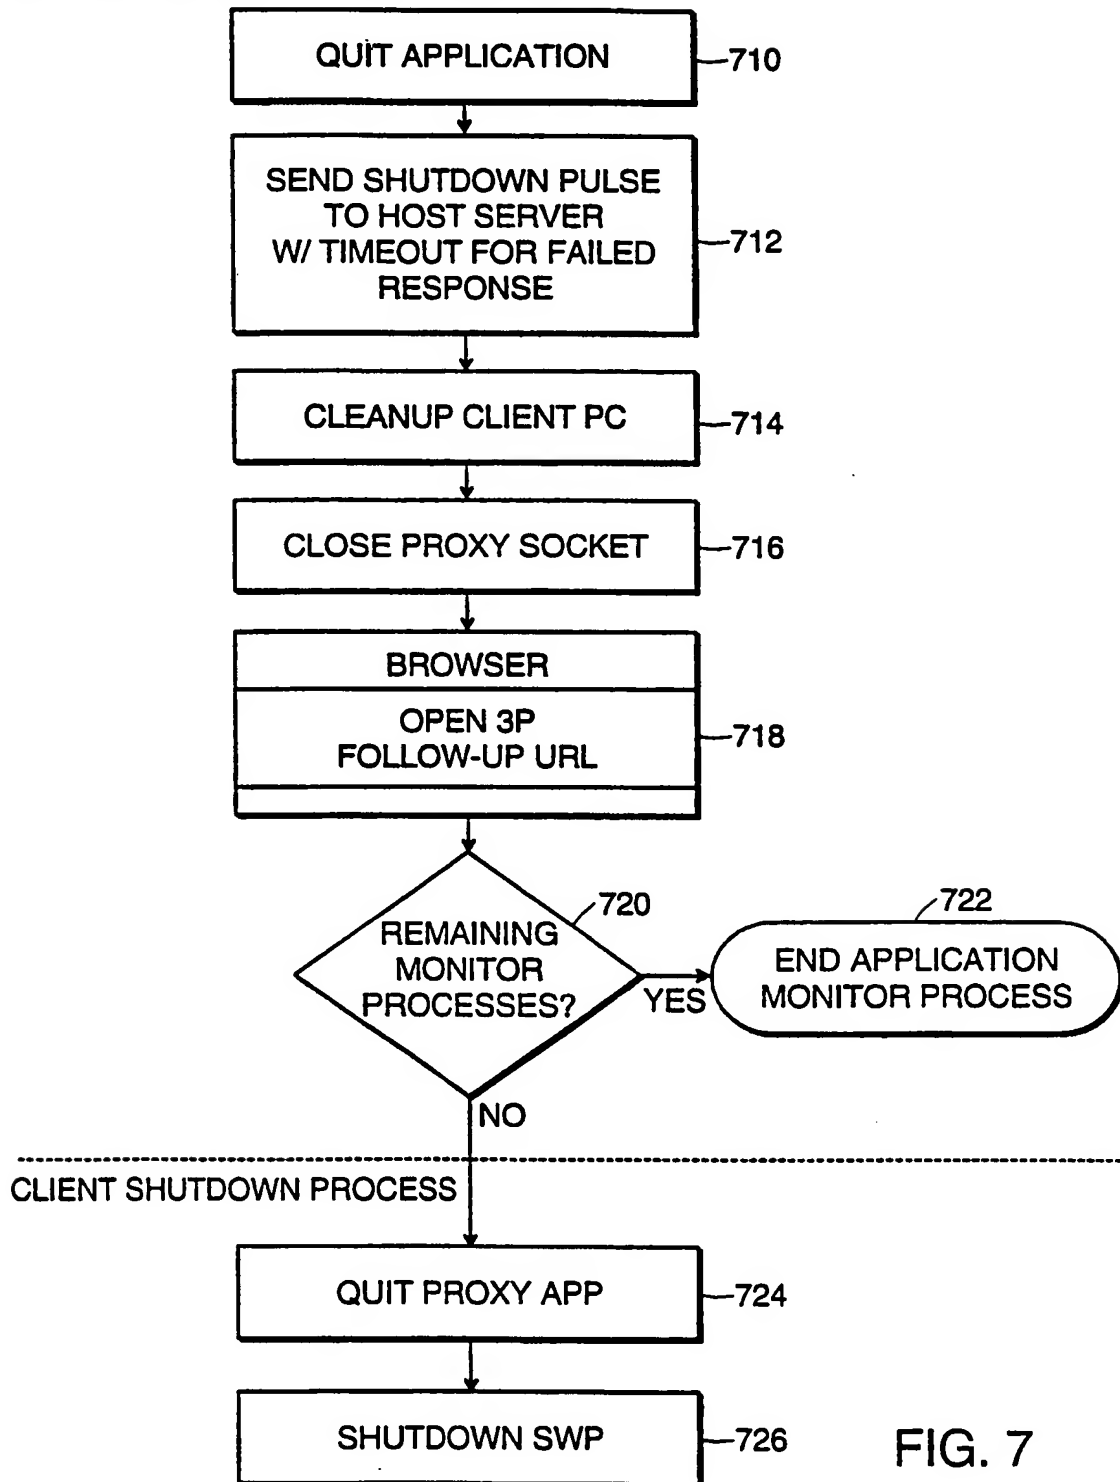 QUIT APPLICATION
710
SEND SHUTDOWN PULSE
TO HOST SERVER
W/ TIMEOUT FOR FAILED
RESPONSE
712
CLEANUP CLIENT PC
714
CLOSE PROXY SOCKET
716
BROWSER
OPEN 3P
FOLLOW-UP URL
718
REMAINING
MONITOR
PROCESSES?
720
YES
722
END APPLICATION
MONITOR PROCESS
NO
CLIENT SHUTDOWN PROCESS
QUIT PROXY APP
724
SHUTDOWN SWP
726
FIG. 7